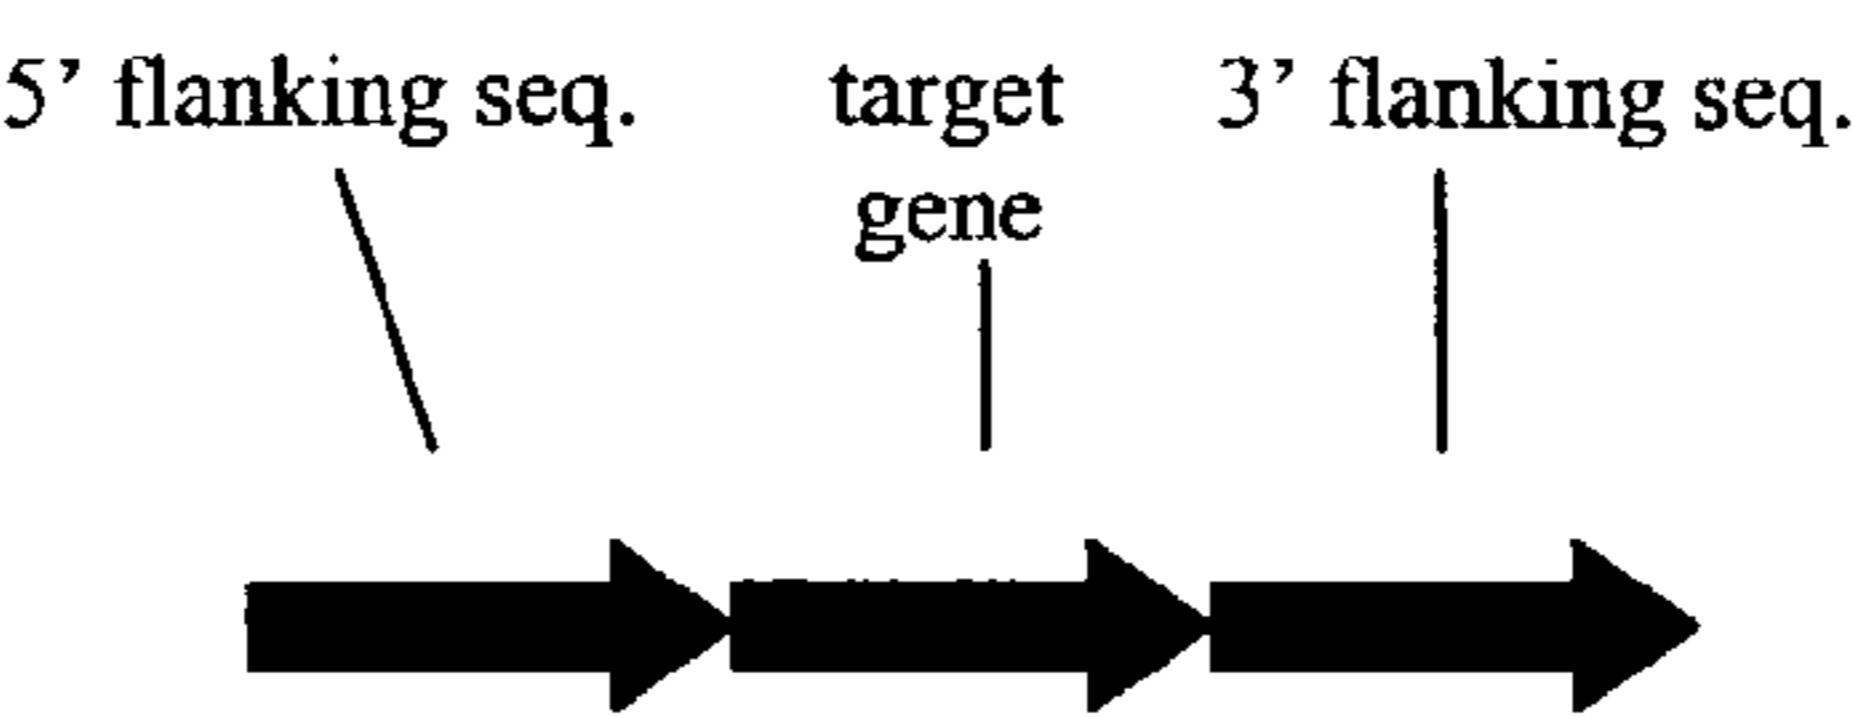 5’ flanking seq.
target
gene
3’ flanking seq.